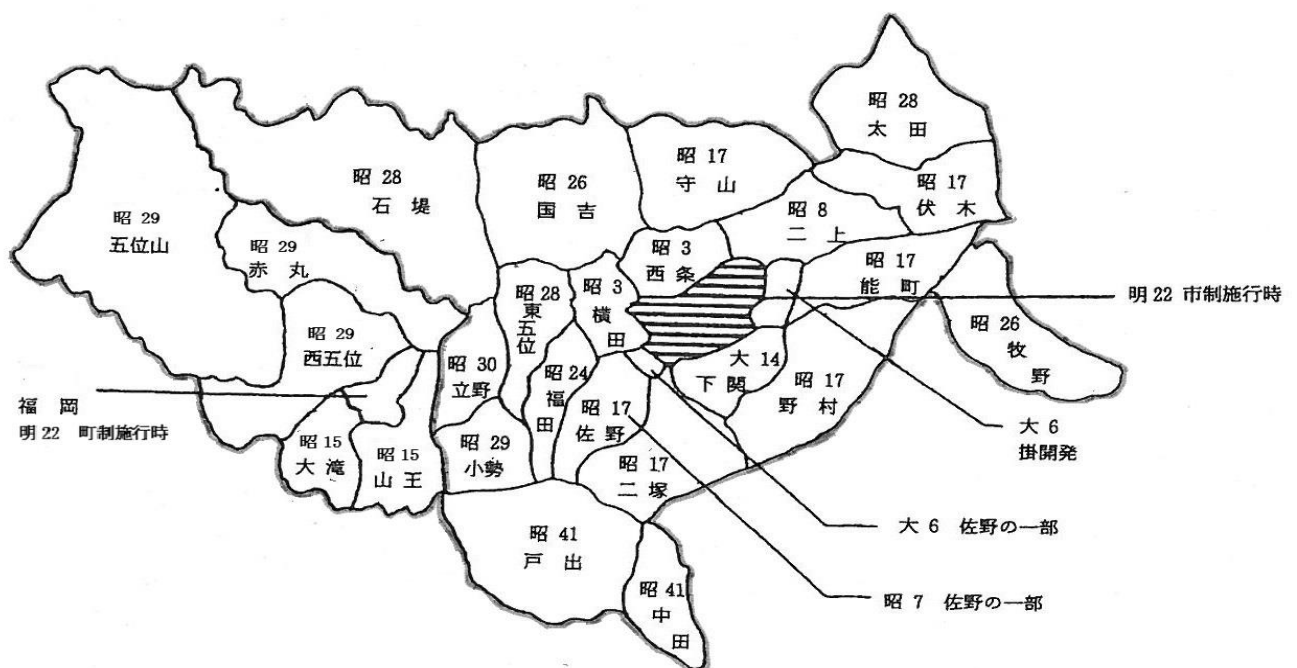 昭 28
太 田
昭 17
守 山
昭 17
伏 木
昭 28
石 堤
昭 26
国 吉
昭 8
二 上
昭 29
五位山
昭 29
赤 丸
昭 3
西 条
昭 17
能 町
明 22 市制施行時
昭 28
東五位
昭 3
横田
昭 26
牧野
昭 29
西五位
昭 30
立野
昭 24
福田
大 14
下 関
昭 17
野 村
福 岡
明 22 町制施行時
昭 17
佐野
大 6
掛開発
昭 15
大 滝
昭 15
山 王
昭 29
小勢
昭 17
二 塚
大 6 佐野の一部
昭 41
戸 出
昭 41
中田
昭 7 佐野の一部